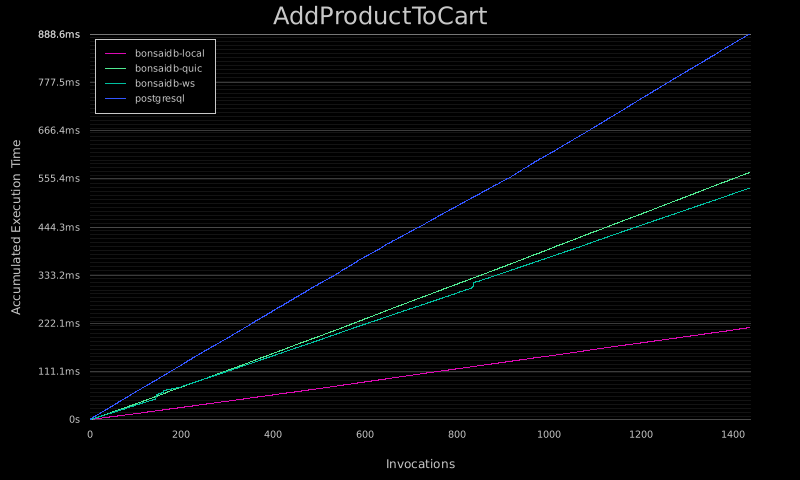 AddProductToCart
888.6ms
777.5ms
666.4ms
555.4ms
444.3ms
333.2ms
222.1ms
111.1ms
0s
bonsaidb-local
bonsaidb-quic
bonsaidb-ws
postgresql
Accumulated Execution Time
0 200 400 600 800 1000 1200 1400
Invocations